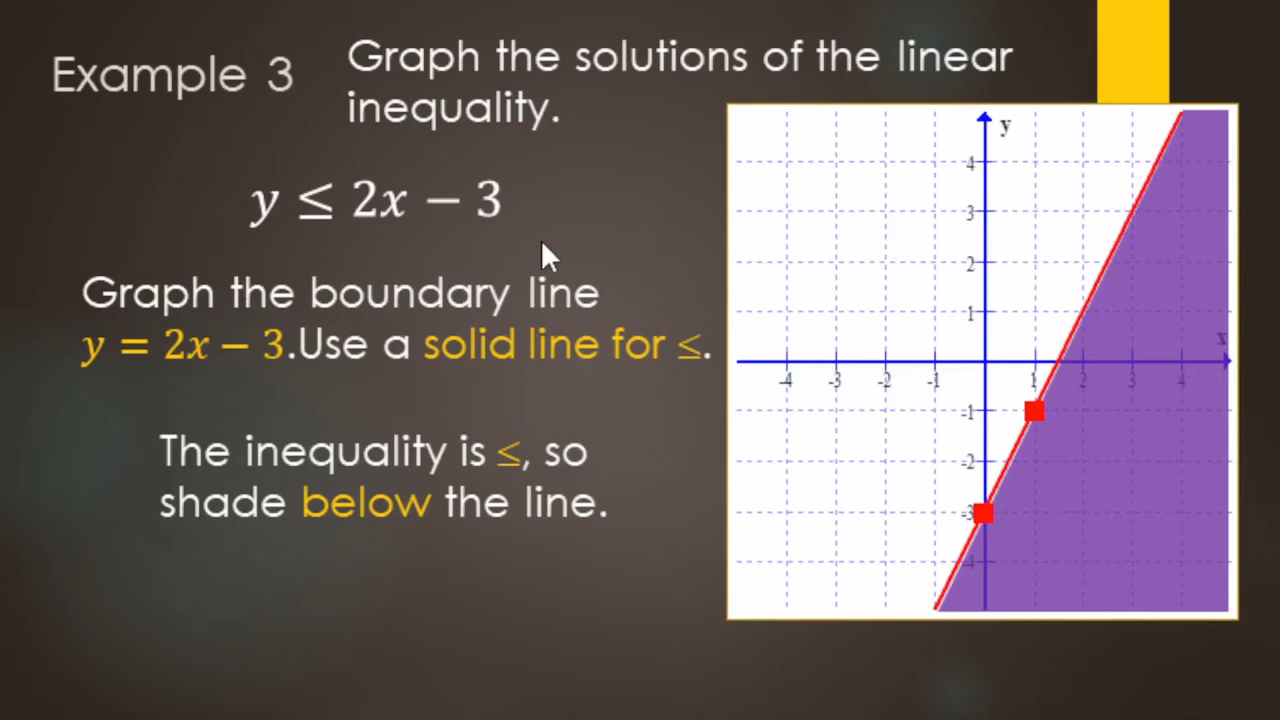 Example 3
Graph the solutions of the linear
inequality.
y ≤ 2x − 3
Graph the boundary line
y = 2x − 3.Use a solid line for ≤.
The inequality is ≤, so
shade below the line.
y
4
3
2
1
x
-4 -3 -2 -1 1 2 3 4
-1
-2
-3
-4